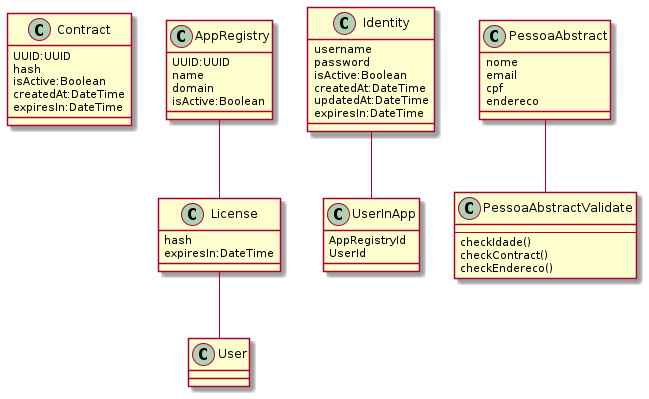 C Contract
UUID:UUID
hash
isActive:Boolean
createdAt:DateTime
expiresIn:DateTime
C AppRegistry
UUID:UUID
name
domain
isActive:Boolean
C Identity
username
password
isActive:Boolean
createdAt:DateTime
updatedAt:DateTime
expiresIn:DateTime
C PessoaAbstract
nome
email
cpf
endereco
C License
hash
expiresIn:DateTime
C UserInApp
AppRegistryId
UserId
C PessoaAbstractValidate
checkIdade()
checkContract()
checkEndereco()
C User